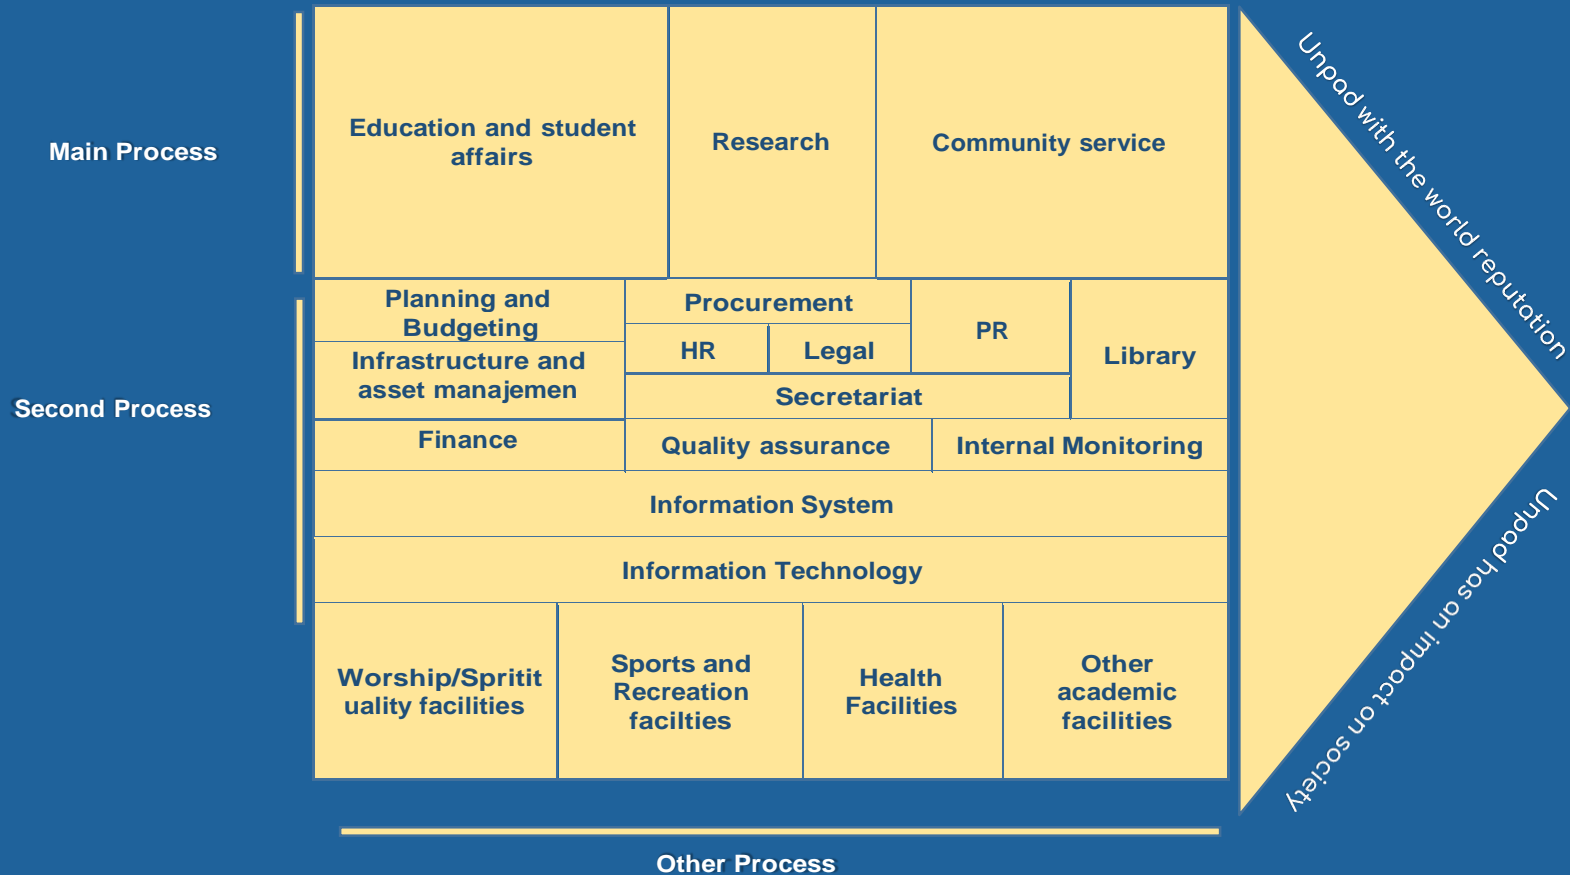 Main Process
Education and student
affairs
Research
Community service
Unpad with the world reputation
Second Process
Planning and
Budgeting
Infrastructure and
asset manajemen
Finance
Procurement
HR
Legal
PR
Library
Secretariat
Quality assurance
Internal Monitoring
Information System
Information Technology
Worship/Spritit
uality facilities
Sports and
Recreation
facilties
Health
Facilities
Other
academic
facilities
Unpad has an impact on society
Other Process